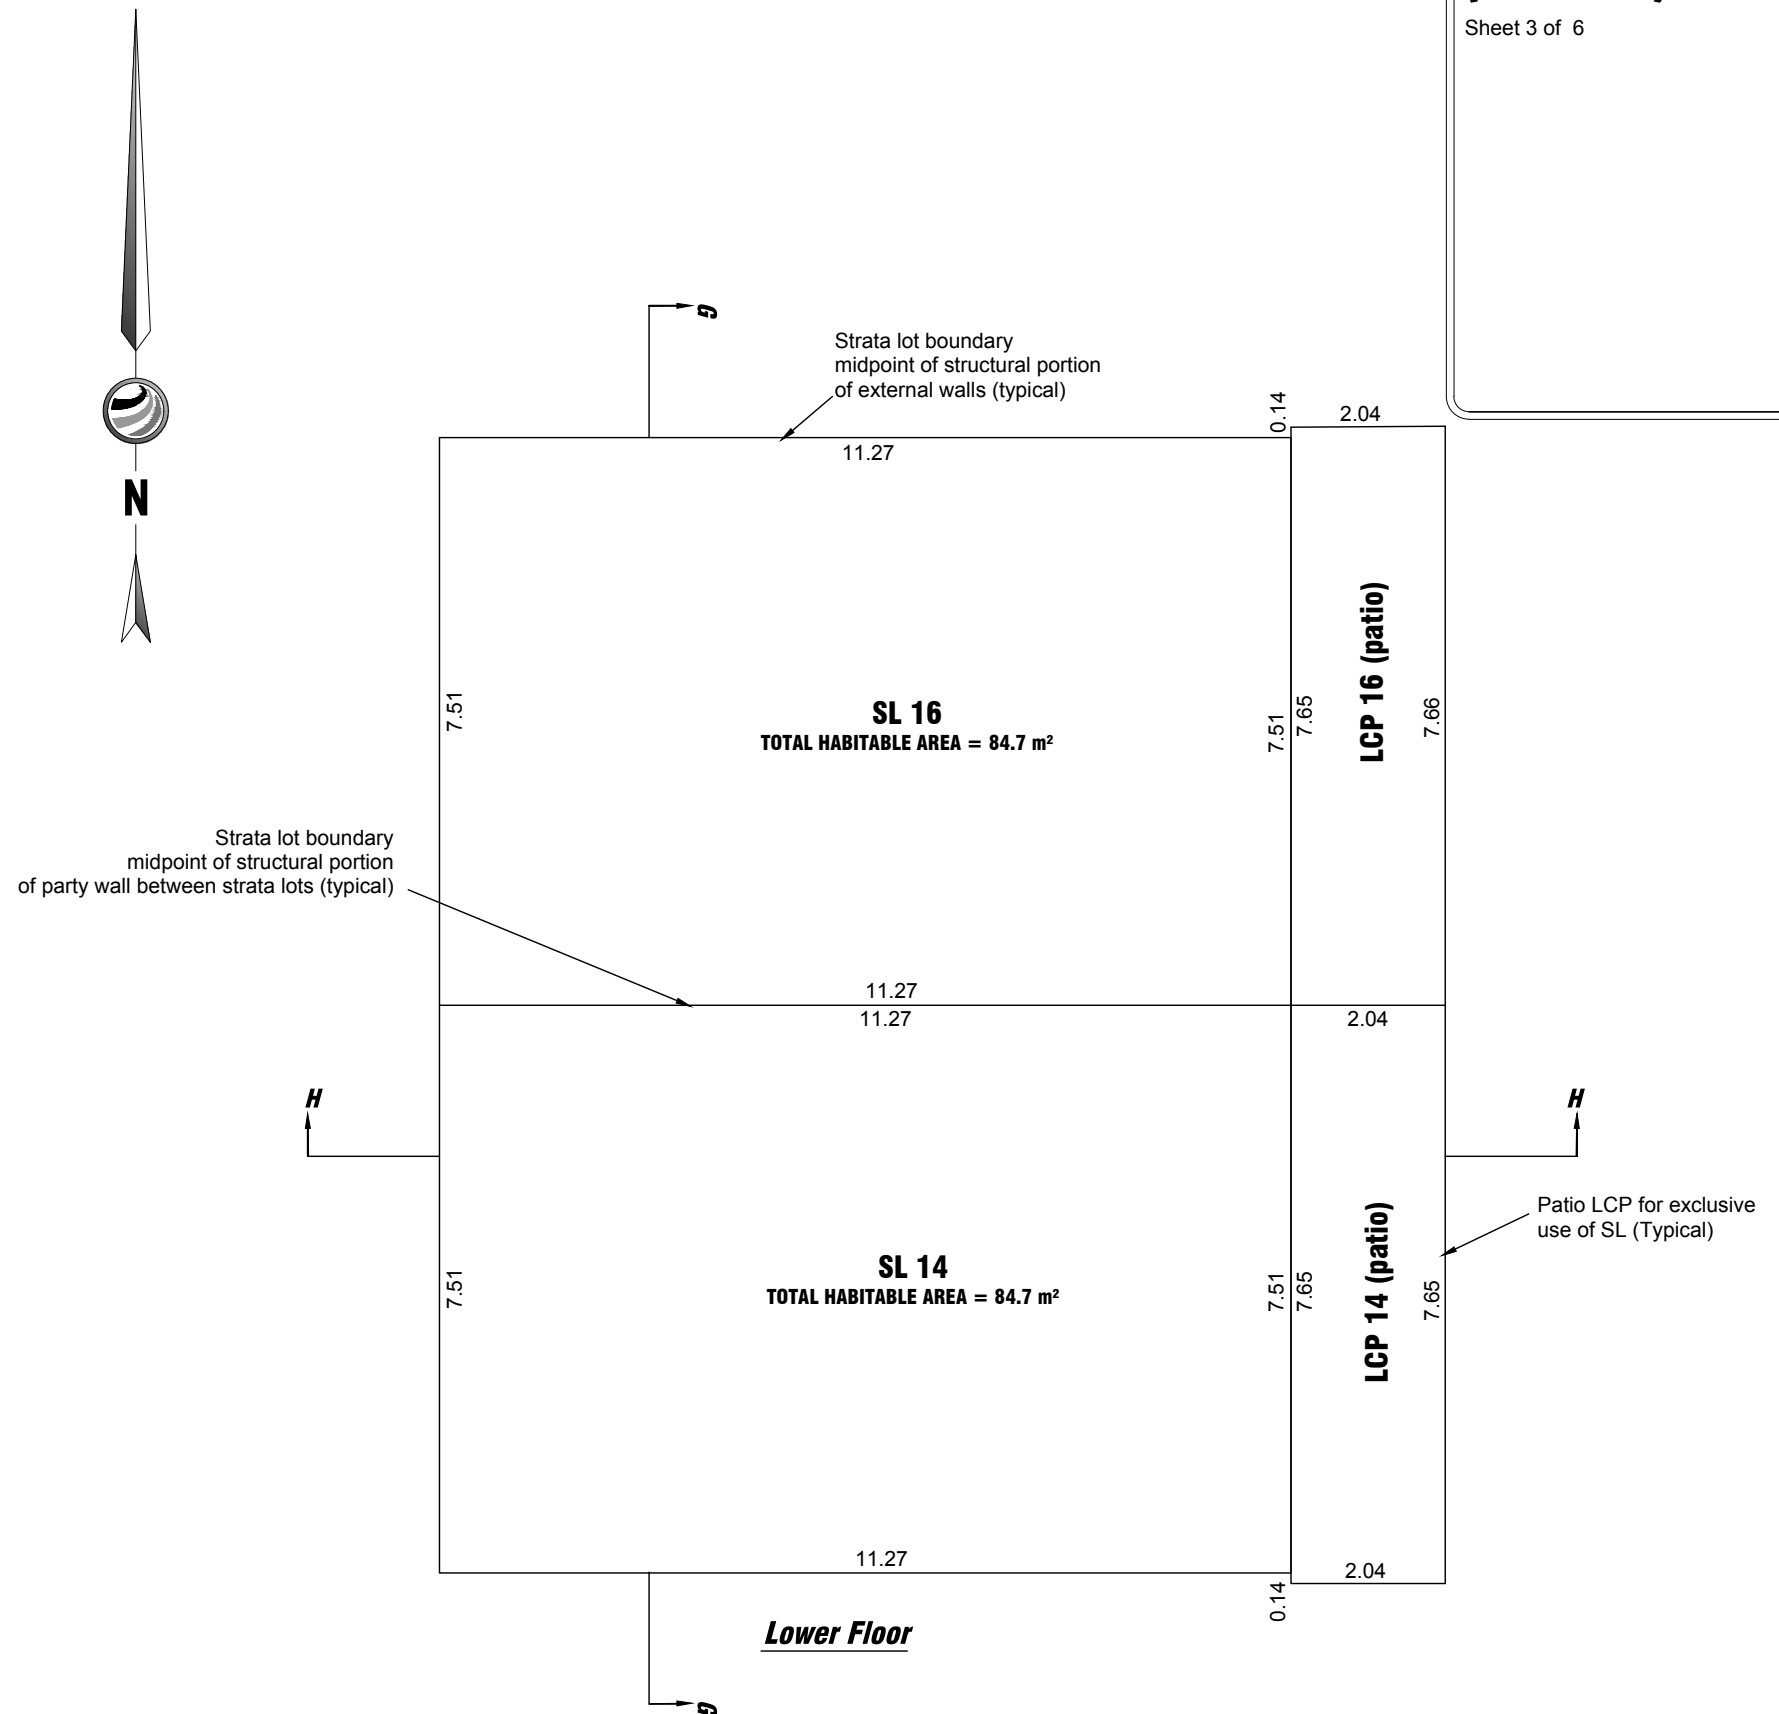 Sheet 3 of 6
N
G
Strata lot boundary
midpoint of structural portion
of external walls (typical)
0.14
2.04
11.27
7.51
SL 16
TOTAL HABITABLE AREA = 84.7 m²
7.51
7.65
LCP 16 (patio)
7.66
Strata lot boundary
midpoint of structural portion
of party wall between strata lots (typical)
11.27
11.27
2.04
H
H
Patio LCP for exclusive
use of SL (Typical)
7.51
SL 14
TOTAL HABITABLE AREA = 84.7 m²
7.51
7.65
LCP 14 (patio)
7.65
11.27
2.04
0.14
Lower Floor
G